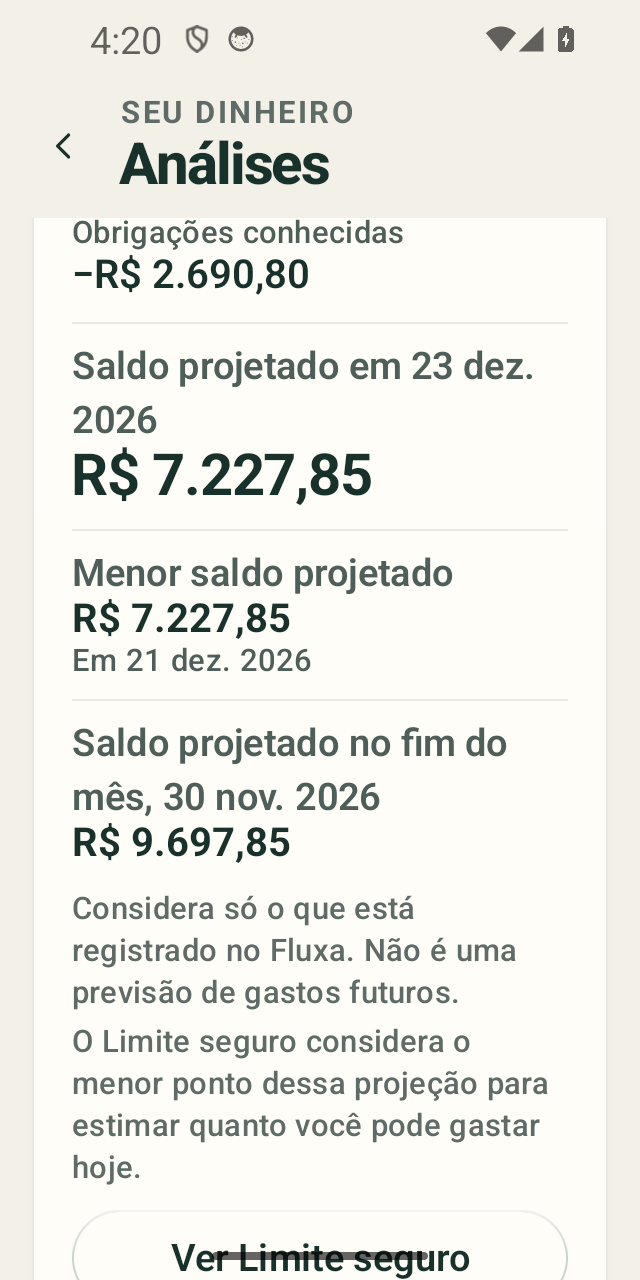 4:20
SEU DINHEIRO
Análises
Obrigações conhecidas
−R$ 2.690,80
Saldo projetado em 23 dez.
2026
R$ 7.227,85
Menor saldo projetado
R$ 7.227,85
Em 21 dez. 2026
Saldo projetado no fim do
mês, 30 nov. 2026
R$ 9.697,85
Considera só o que está
registrado no Fluxa. Não é uma
previsão de gastos futuros.
O Limite seguro considera o
menor ponto dessa projeção para
estimar quanto você pode gastar
hoje.
Ver Limite seguro